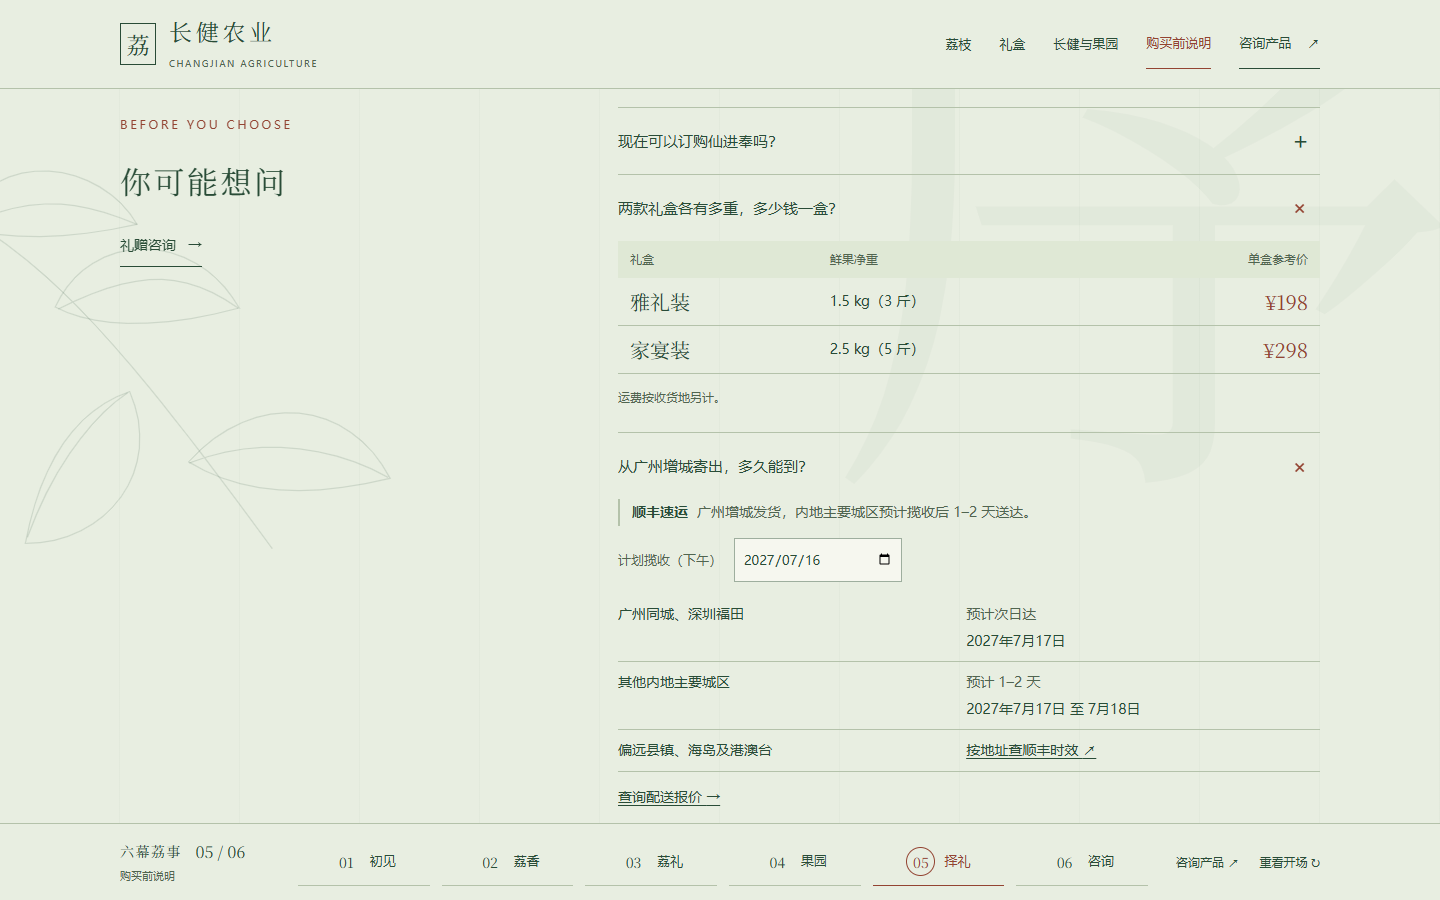 荔
长健农业
CHANGJIAN AGRICULTURE
荔枝
礼盒
长健与果园
购买前说明
咨询产品 ↗
BEFORE YOU CHOOSE
你可能想问
礼赠咨询 →
现在可以订购仙进奉吗？ +
两款礼盒各有多重，多少钱一盒？ ×
礼盒 鲜果净重 单盒参考价
雅礼装 1.5 kg（3 斤） ¥198
家宴装 2.5 kg（5 斤） ¥298
运费按收货地另计。
从广州增城寄出，多久能到？ ×
顺丰速运 广州增城发货，内地主要城区预计揽收后 1–2 天送达。
计划揽收（下午） 2027/07/16
广州同城、深圳福田 预计次日达
2027年7月17日
其他内地主要城区 预计 1–2 天
2027年7月17日 至 7月18日
偏远县镇、海岛及港澳台 按地址查顺丰时效 ↗
查询配送报价 →
六幕荔事 05 / 06
购买前说明
01 初见
02 荔香
03 荔礼
04 果园
05 择礼
06 咨询
咨询产品 ↗
重看开场 ↻